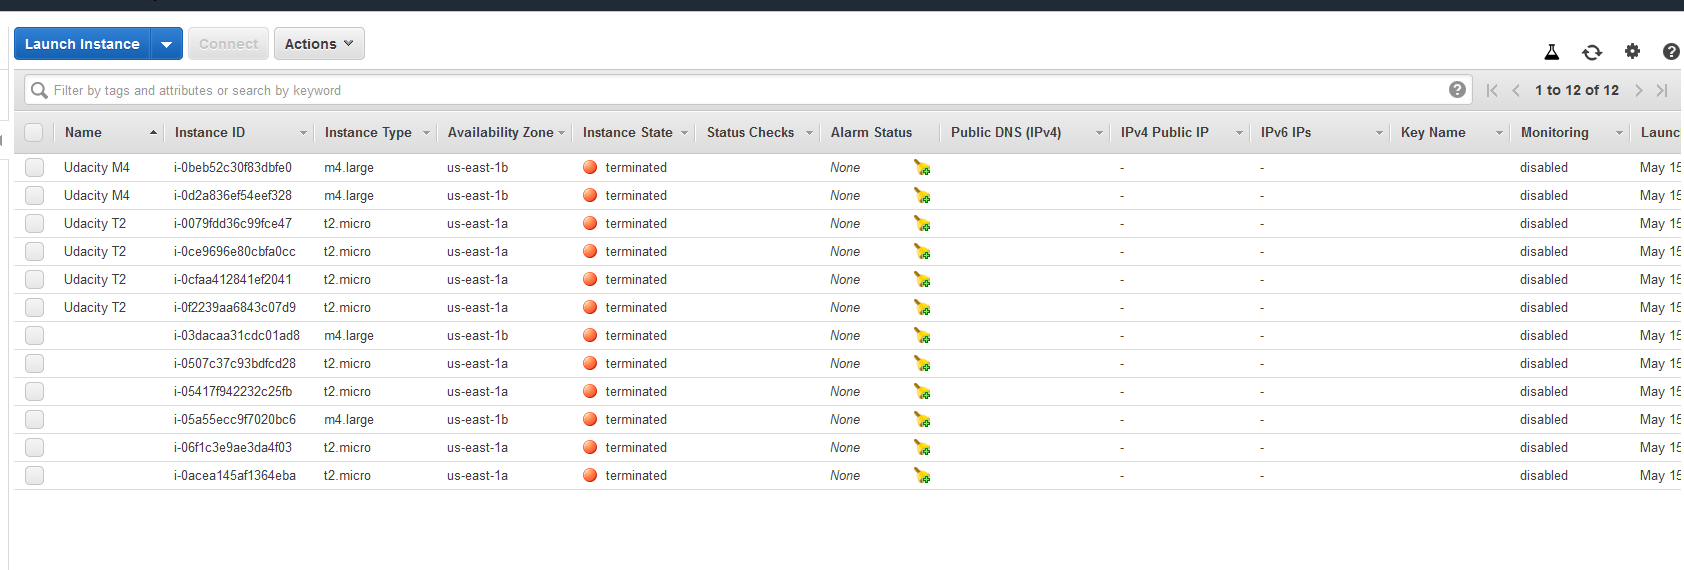 Launch Instance Connect Actions
Filter by tags and attributes or search by keyword 1 to 12 of 12
Name Instance ID Instance Type Availability Zone Instance State Status Checks Alarm Status Public DNS (IPv4) IPv4 Public IP IPv6 IPs Key Name Monitoring Launc
Udacity M4 i-0beb52c30f83dbfe0 m4.large us-east-1b terminated None - - disabled May 15
Udacity M4 i-0d2a836ef54eef328 m4.large us-east-1b terminated None - - disabled May 15
Udacity T2 i-0079fdd36c99fce47 t2.micro us-east-1a terminated None - - disabled May 15
Udacity T2 i-0ce9696e80cbfa0cc t2.micro us-east-1a terminated None - - disabled May 15
Udacity T2 i-0cfaa412841ef2041 t2.micro us-east-1a terminated None - - disabled May 15
Udacity T2 i-0f2239aa6843c07d9 t2.micro us-east-1a terminated None - - disabled May 15
i-03dacaa31cdc01ad8 m4.large us-east-1b terminated None - - disabled May 15
i-0507c37c93bdfcd28 t2.micro us-east-1a terminated None - - disabled May 15
i-05417f942232c25fb t2.micro us-east-1a terminated None - - disabled May 15
i-05a55ecc9f7020bc6 m4.large us-east-1b terminated None - - disabled May 15
i-06f1c3e9ae3da4f03 t2.micro us-east-1a terminated None - - disabled May 15
i-0acea145af1364eba t2.micro us-east-1a terminated None - - disabled May 15